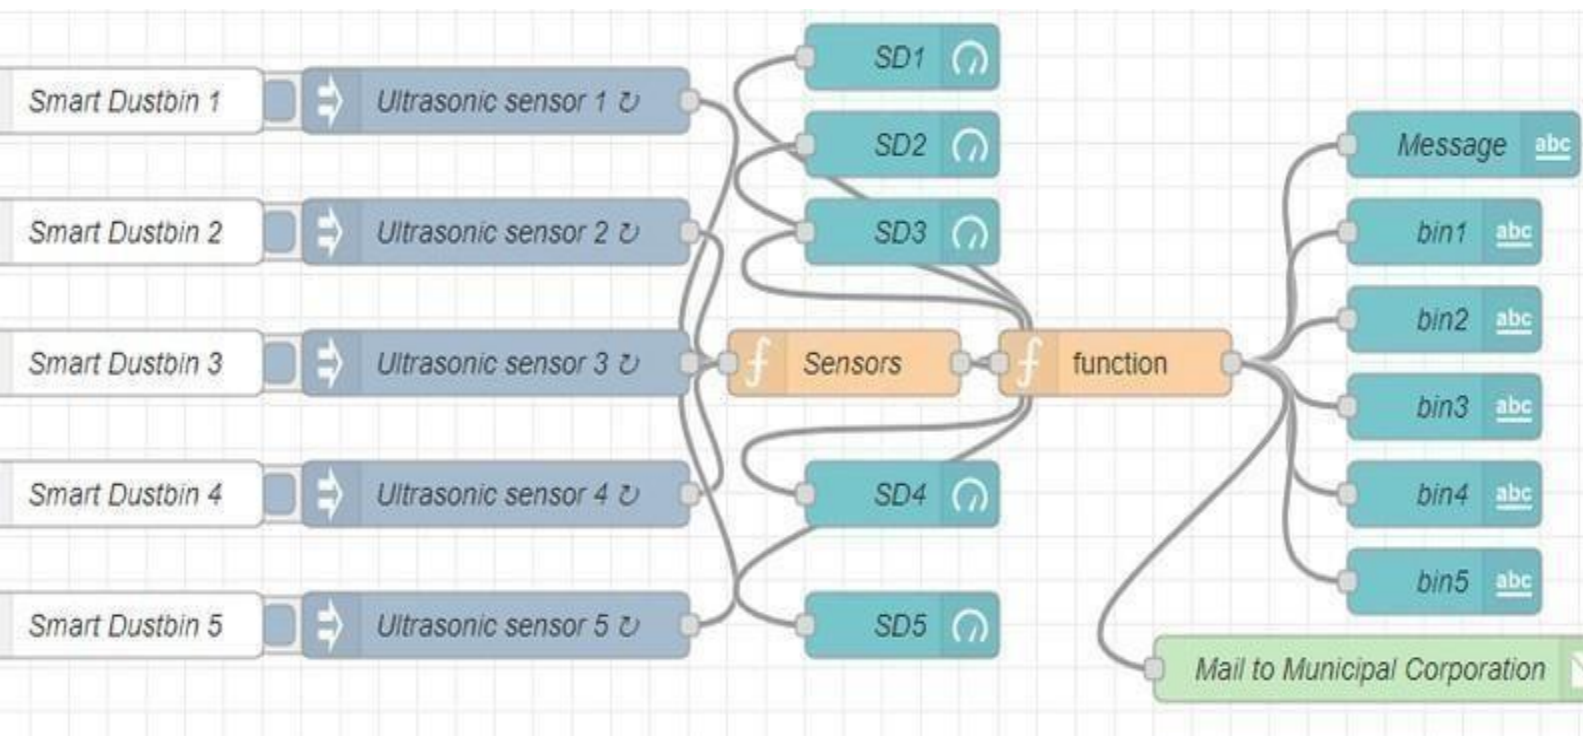 Smart Dustbin 1
Ultrasonic sensor 1 ↻
Smart Dustbin 2
Ultrasonic sensor 2 ↻
Smart Dustbin 3
Ultrasonic sensor 3 ↻
Smart Dustbin 4
Ultrasonic sensor 4 ↻
Smart Dustbin 5
Ultrasonic sensor 5 ↻
SD1
SD2
SD3
f Sensors
f function
SD4
SD5
Message abc
bin1 abc
bin2 abc
bin3 abc
bin4 abc
bin5 abc
Mail to Municipal Corporation